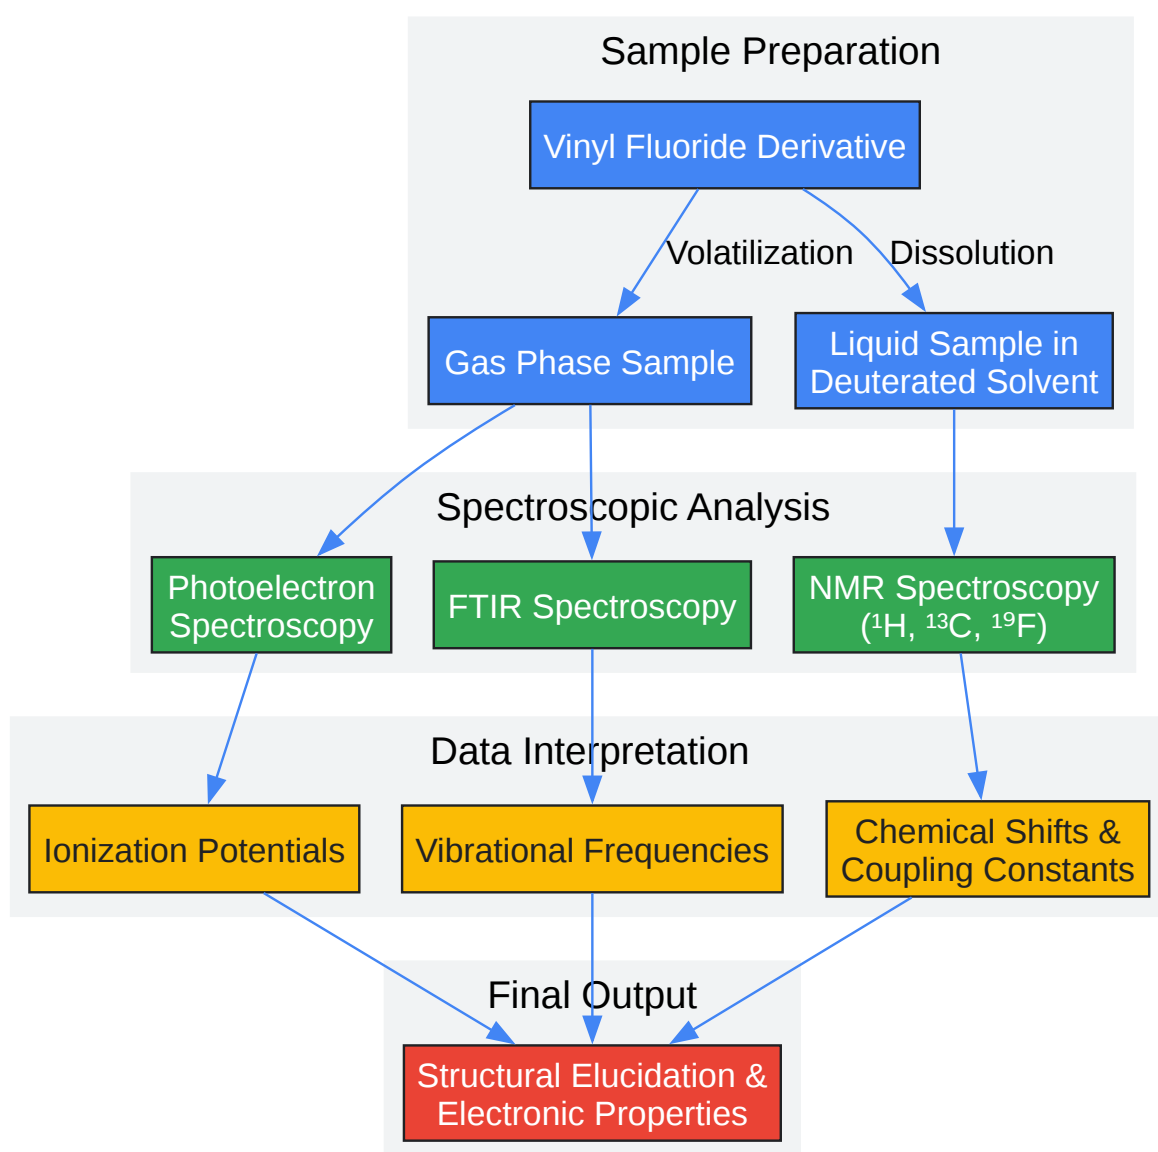 Sample Preparation
Vinyl Fluoride Derivative
Volatilization
Dissolution
Gas Phase Sample
Liquid Sample in
Deuterated Solvent
Spectroscopic Analysis
Photoelectron
Spectroscopy
FTIR Spectroscopy
NMR Spectroscopy
(¹H, ¹³C, ¹⁹F)
Data Interpretation
Ionization Potentials
Vibrational Frequencies
Chemical Shifts &
Coupling Constants
Final Output
Structural Elucidation &
Electronic Properties